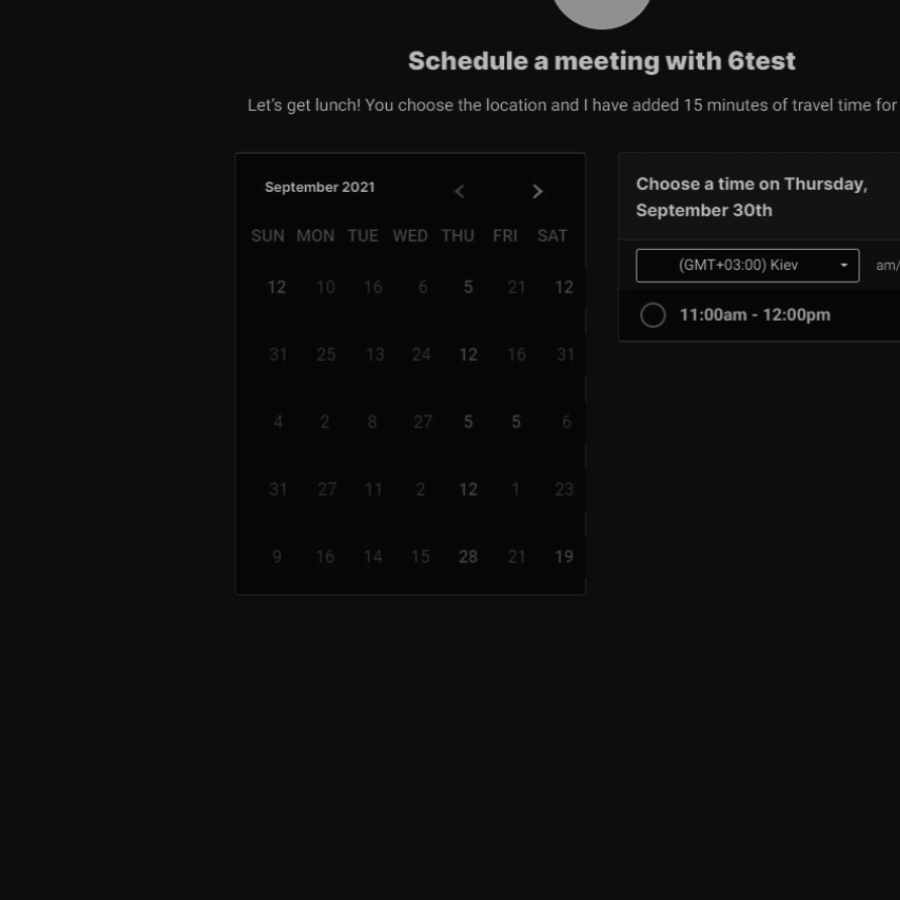 Schedule a meeting with 6test
Let's get lunch! You choose the location and I have added 15 minutes of travel time for
September 2021
SUN MON TUE WED THU FRI SAT
12 10 16 6 5 21 12
31 25 13 24 12 16 31
4 2 8 27 5 5 6
31 27 11 2 12 1 23
9 16 14 15 28 21 19
Choose a time on Thursday,
September 30th
(GMT+03:00) Kiev am/
11:00am - 12:00pm